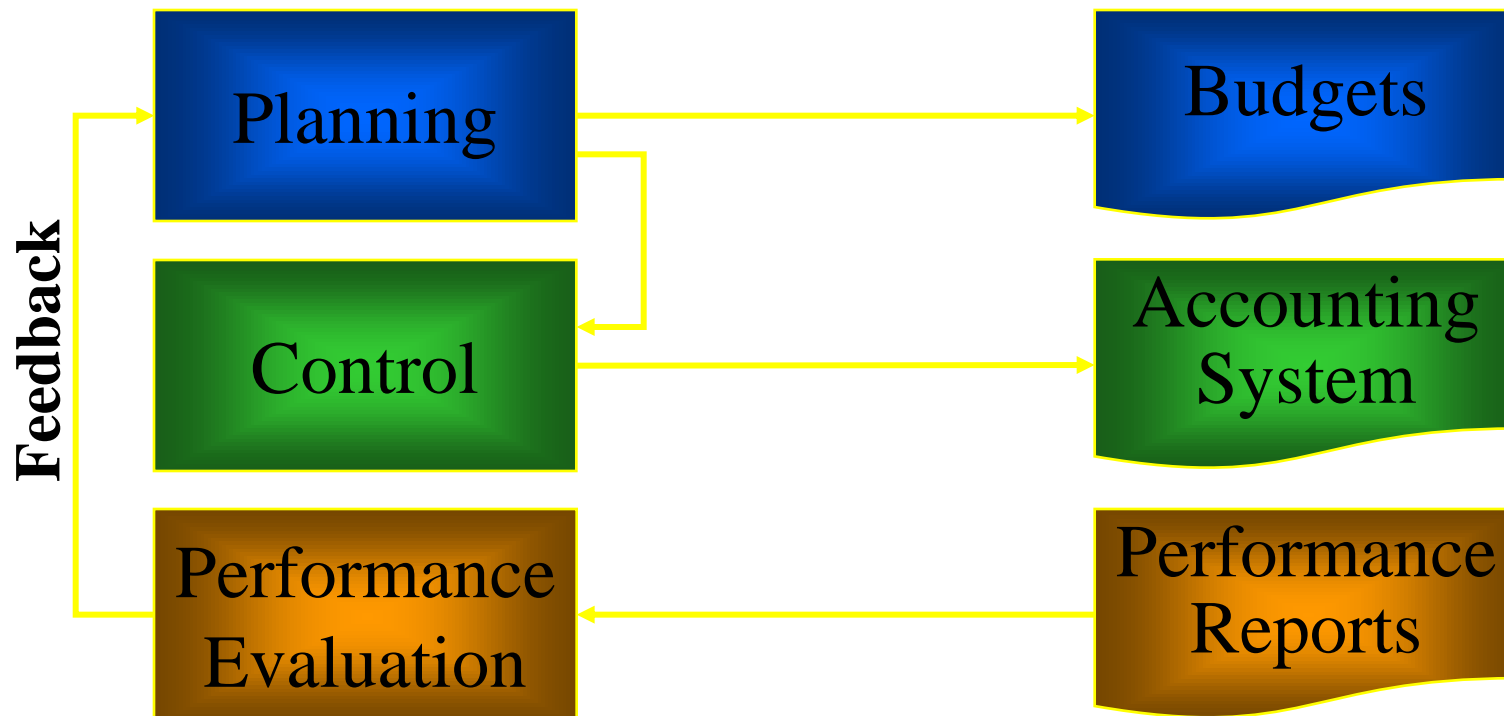 Planning
Budgets
Feedback
Control
Accounting
System
Performance
Evaluation
Performance
Reports